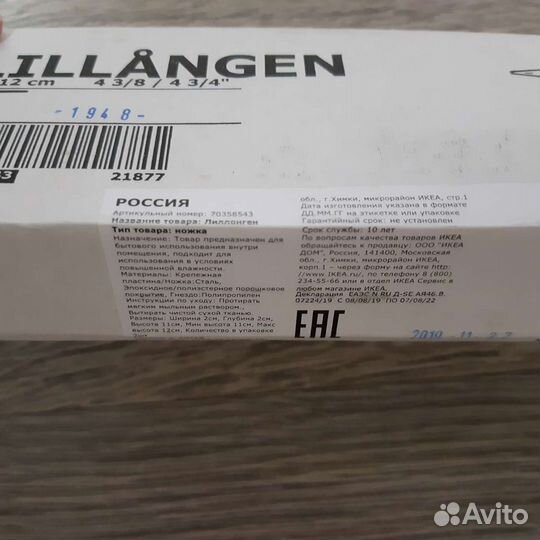 LILLÅNGEN
12 cm 4 3/8 / 4 3/4"
-1948-
21877
РОССИЯ
Артикульный номер: 70358543
Название товара: Лиллонген
Тип товара: ножка
Назначение: Товар предназначен для
бытового использования внутри
помещения, подходит для
использования в условиях
повышенной влажности.
Материалы: Крепежная
пластина/Ножка:Сталь,
Эпоксидное/полиэстерное порошковое
покрытие, Гнездо:Полипропилен
Инструкции по уходу: Протирать
мягким мыльным раствором.,
Вытирать чистой сухой тканью.
Размеры: Ширина 2см, Глубина 2см,
Высота 11см, Мин высота 11см, Макс
высота 12см, Количество в упаковке
2шт
обл., г.Химки, микрорайон ИКЕА, стр.1
Дата изготовления указана в формате
ДД.ММ.ГГ на этикетке или упаковке
Гарантийный срок: не установлен
Срок службы: 10 лет
По вопросам качества товаров
обращайтесь к продавцу: ООО "ИКЕА
ДОМ", Россия, 141400, Московская
обл., г.Химки, микрорайон ИКЕА,
корп.1 – через форму на сайте http:/
www.IKEA.ru/, по телефону 8 (800)
234-55-66 или в отделе ИКЕА Сервис в
любом магазине ИКЕА.
Декларация ЕАЭС N RU Д-SE.АЯ46.В.
07224/19 С 08/08/19 ПО 07/08/22
EAC
2019 -11-
Avito